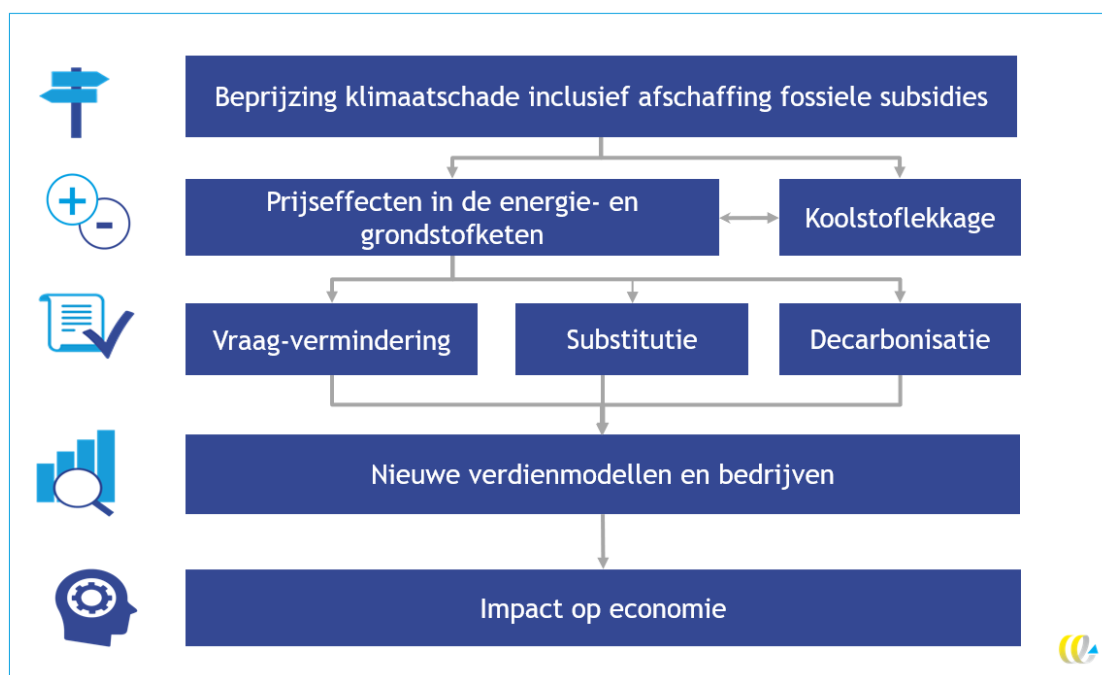 Beprijzing klimaatschade inclusief afschaffing fossiele subsidies
Prijseffecten in de energie- en
grondstofketen
Koolstoflekkage
Vraag-vermindering
Substitutie
Decarbonisatie
Nieuwe verdienmodellen en bedrijven
Impact op economie